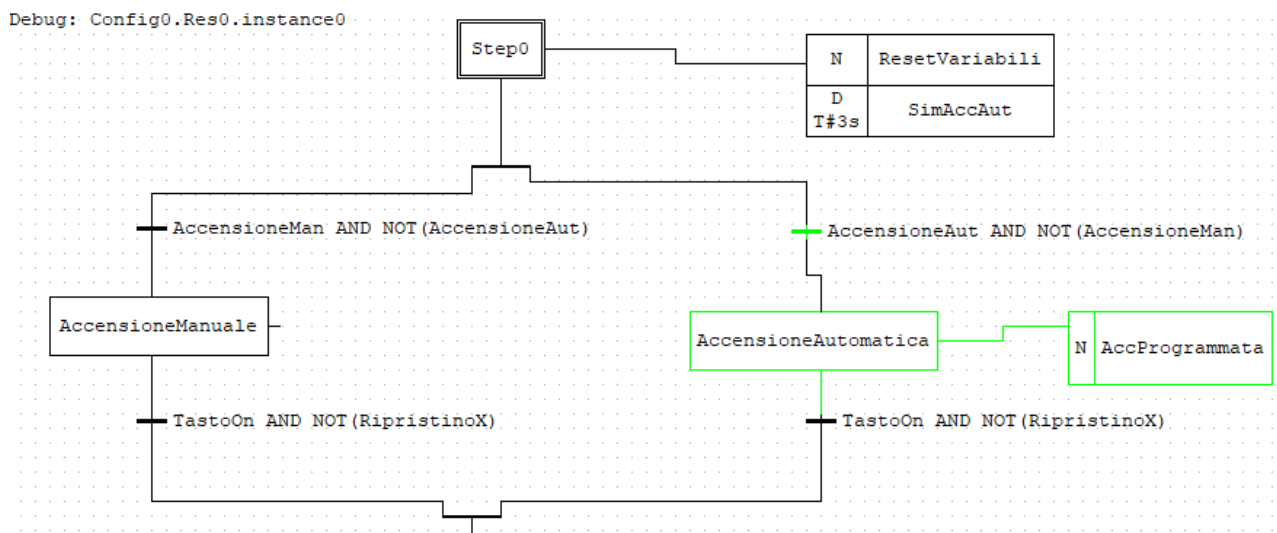 Debug: Config0.Res0.instance0
Step0
N ResetVariabili
D T#3s SimAccAut
AccensioneMan AND NOT(AccensioneAut)
AccensioneAut AND NOT(AccensioneMan)
AccensioneManuale
AccensioneAutomatica
N AccProgrammata
TastoOn AND NOT(RipristinoX)
TastoOn AND NOT(RipristinoX)